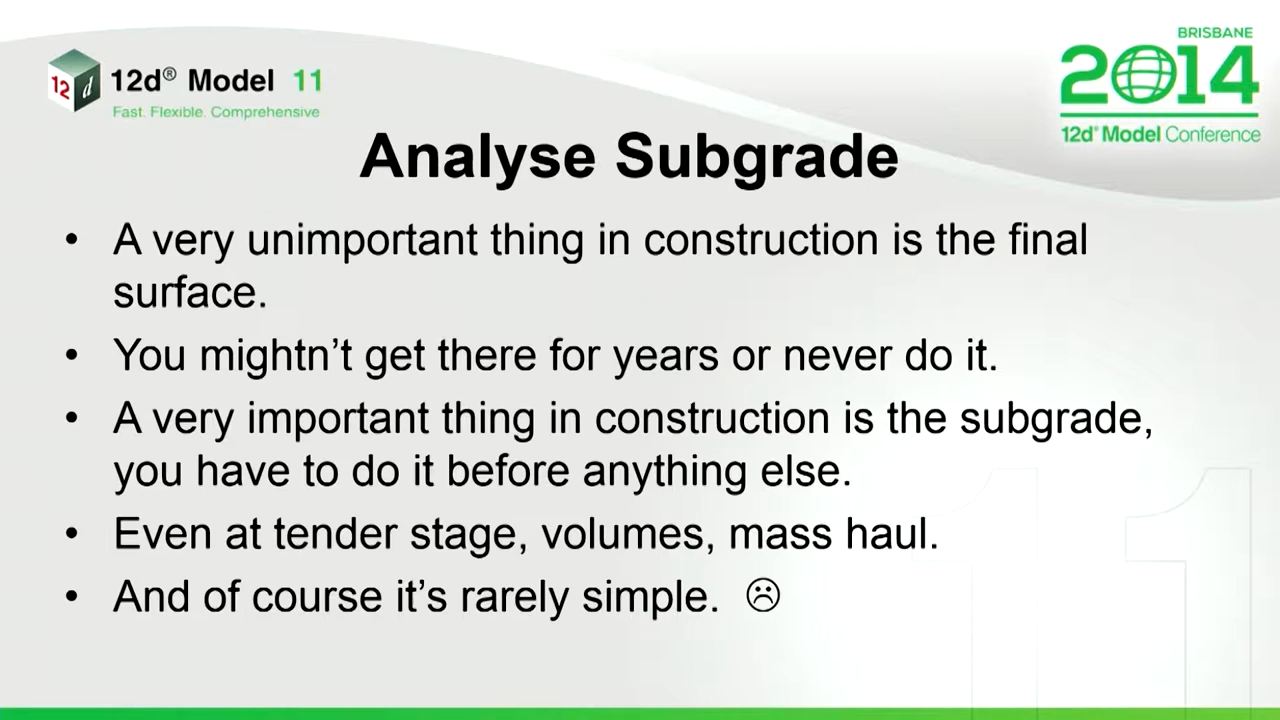 BRISBANE
2014
12d® Model Conference
12d
12d® Model 11
Fast. Flexible. Comprehensive
Analyse Subgrade
• A very unimportant thing in construction is the final
surface.
• You mightn’t get there for years or never do it.
• A very important thing in construction is the subgrade,
you have to do it before anything else.
• Even at tender stage, volumes, mass haul.
• And of course it’s rarely simple. ☹
11